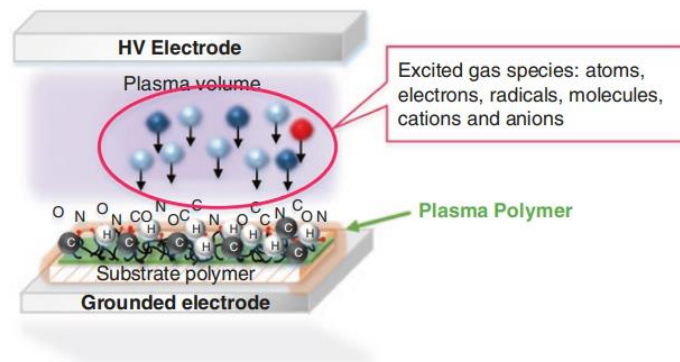 HV Electrode
Plasma volume
Excited gas species: atoms,
electrons, radicals, molecules,
cations and anions
O N O N C O N O C C N O C C N C O N
Plasma Polymer
C H C H C H H C H H C H C
Substrate polymer
Grounded electrode